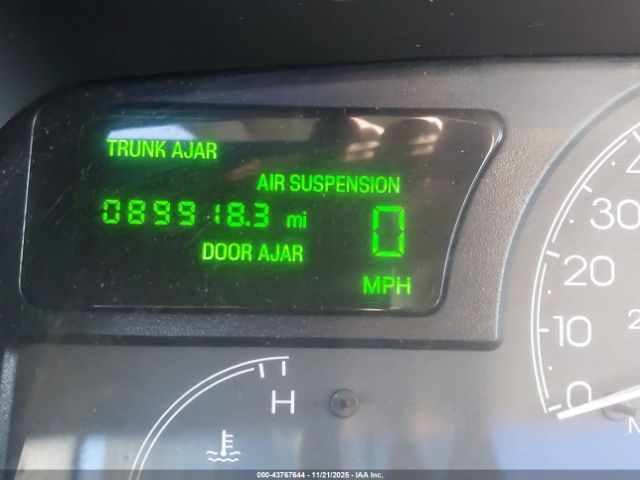 TRUNK AJAR
AIR SUSPENSION
089918.3 mi
0
DOOR AJAR
MPH
30
20
10
0
H
000-43767644 - 11/21/2025 - IAA Inc.